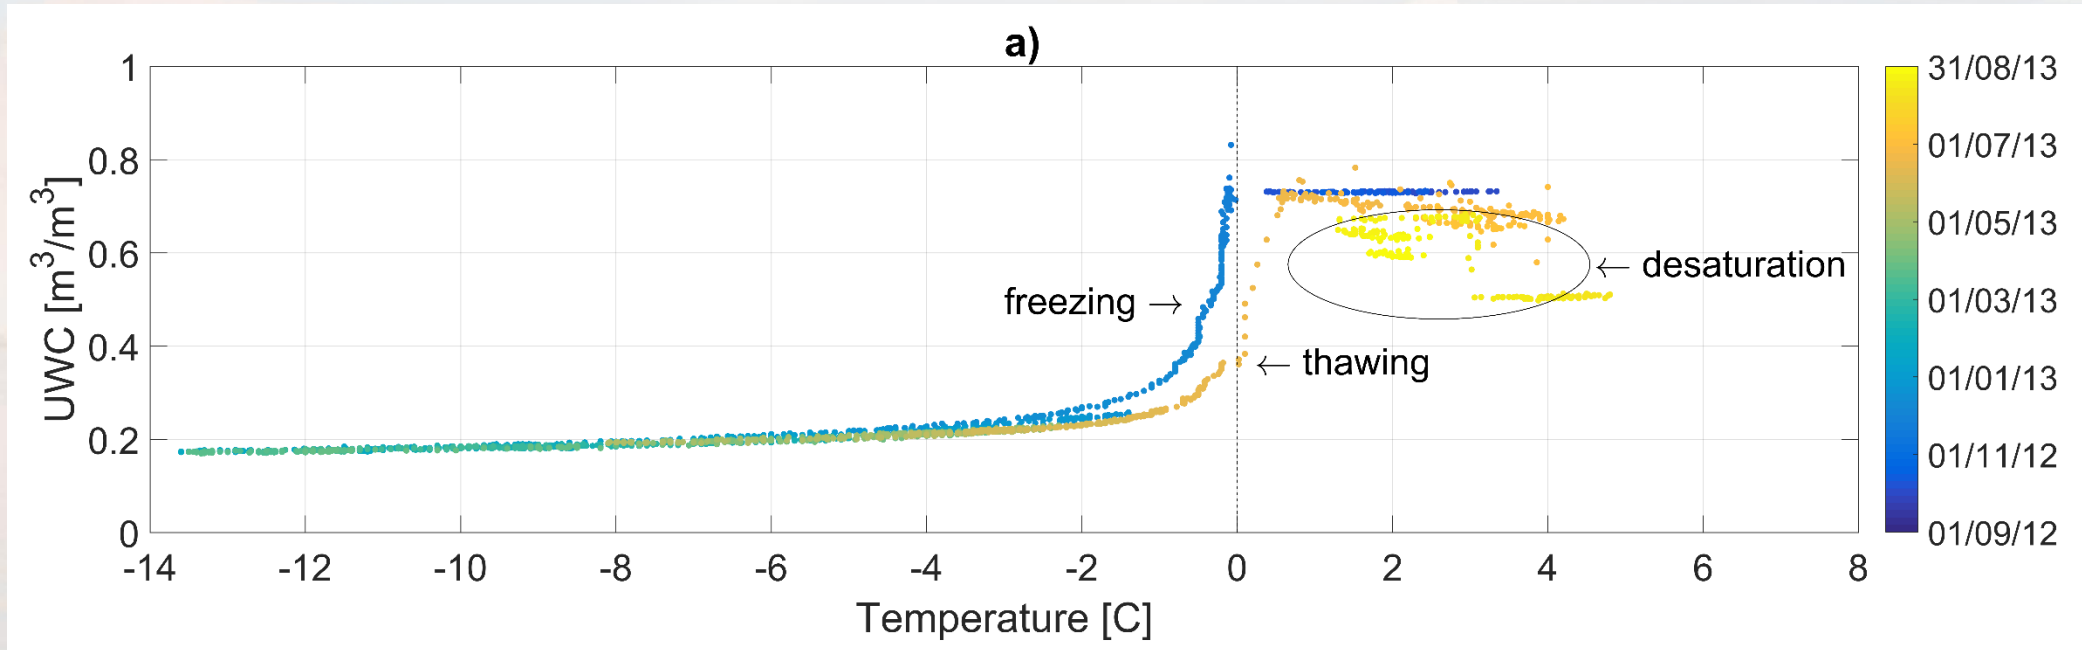 a)
1
0.8
0.6
0.4
0.2
0
UWC [m³/m³]
freezing →
← thawing
← desaturation
-14 -12 -10 -8 -6 -4 -2 0 2 4 6 8
Temperature [C]
31/08/13
01/07/13
01/05/13
01/03/13
01/01/13
01/11/12
01/09/12